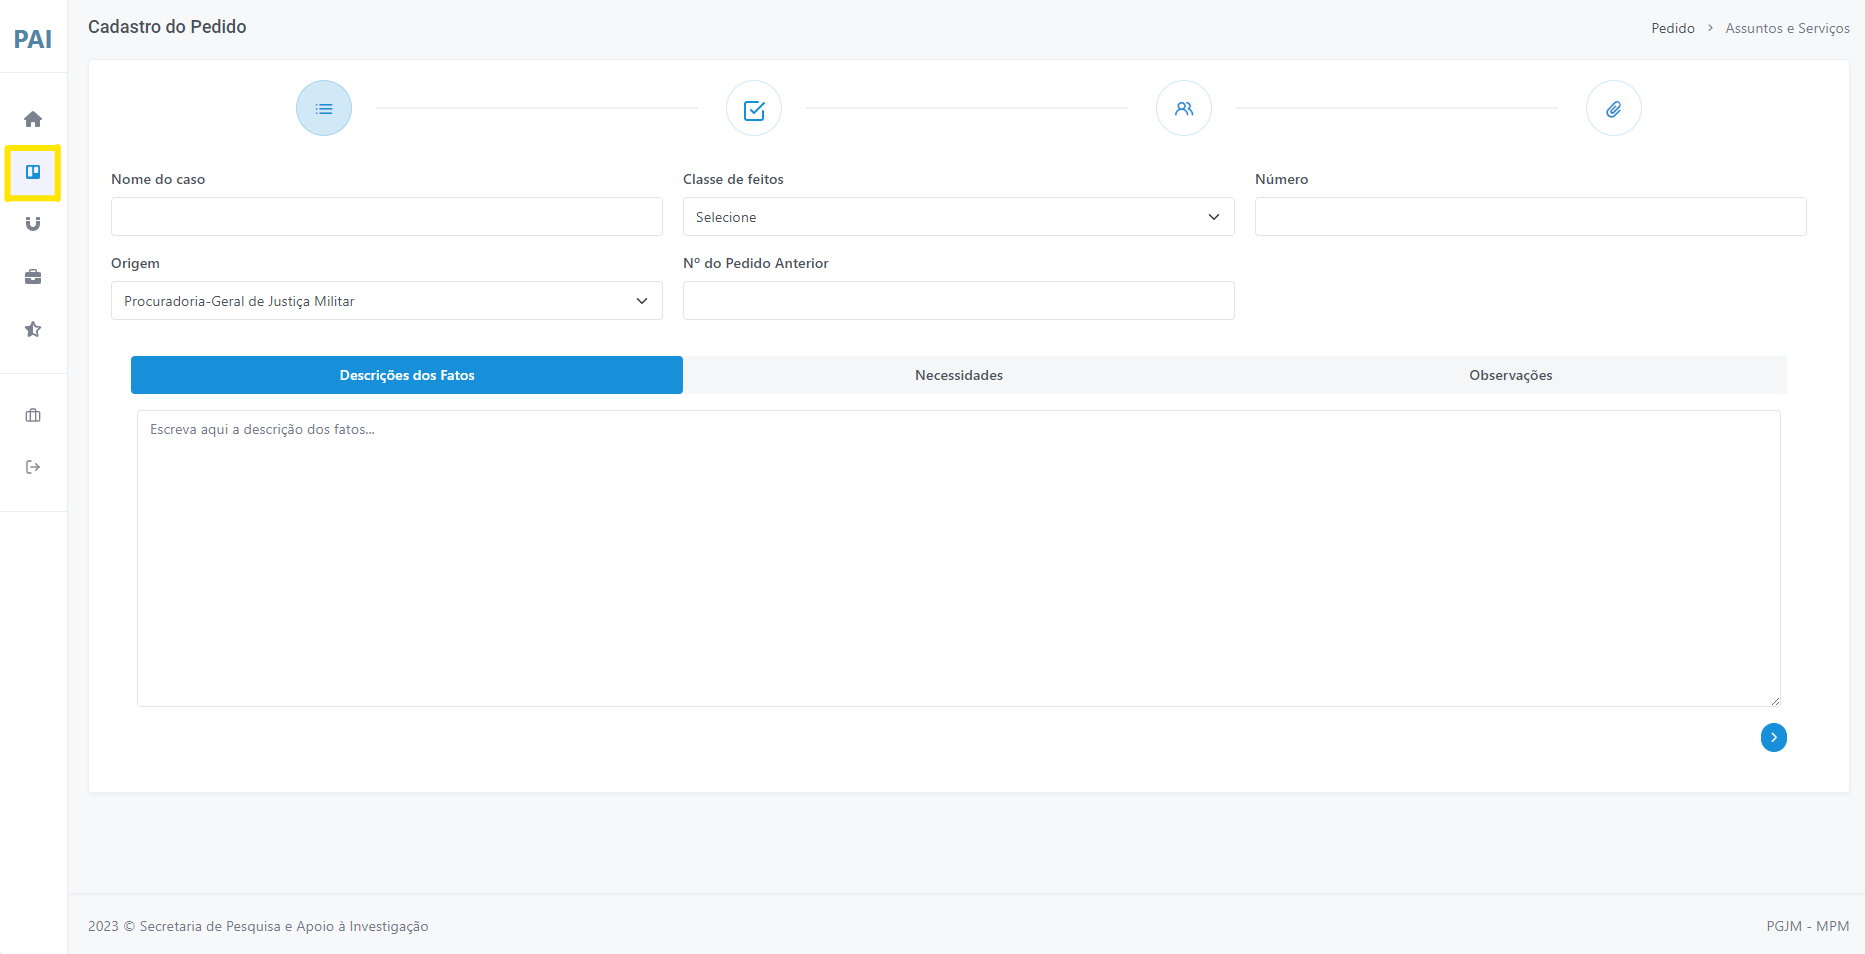 PAI
Cadastro do Pedido
Pedido > Assuntos e Serviços
Nome do caso
Classe de feitos
Número
Selecione
Origem
Nº do Pedido Anterior
Procuradoria-Geral de Justiça Militar
Descrições dos Fatos
Necessidades
Observações
Escreva aqui a descrição dos fatos...
2023 © Secretaria de Pesquisa e Apoio à Investigação
PGJM - MPM